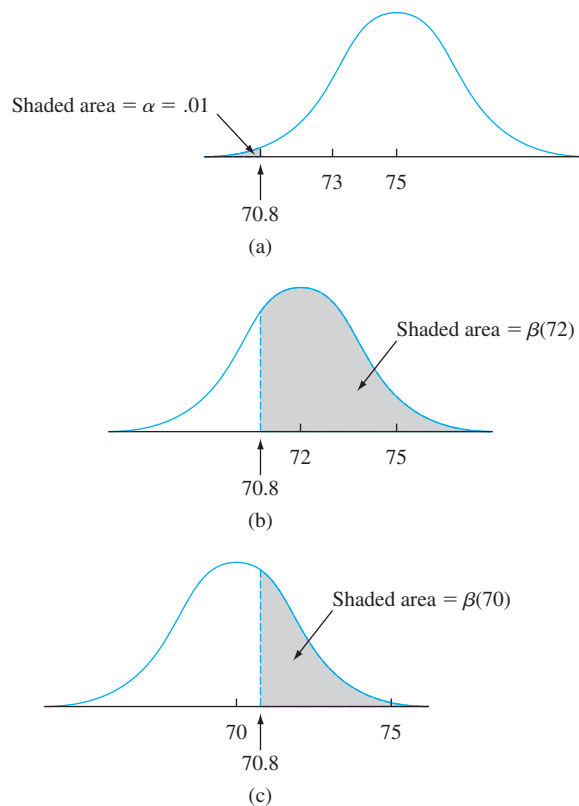 Shaded area = α = .01
73 75
70.8
(a)
Shaded area = β(72)
72 75
70.8
(b)
Shaded area = β(70)
70 75
70.8
(c)